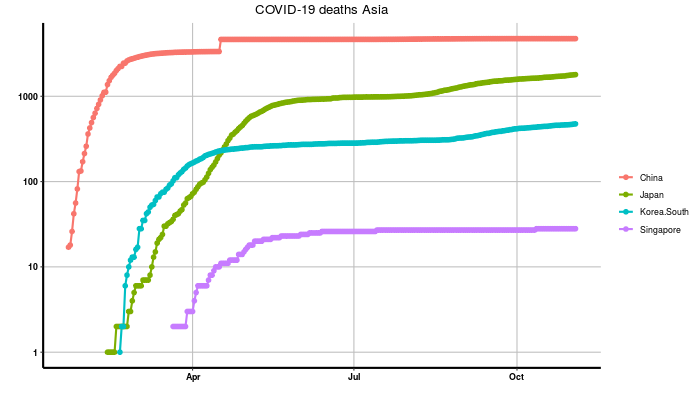 COVID-19 deaths Asia
1000
100
10
1
Apr
Jul
Oct
China
Japan
Korea.South
Singapore